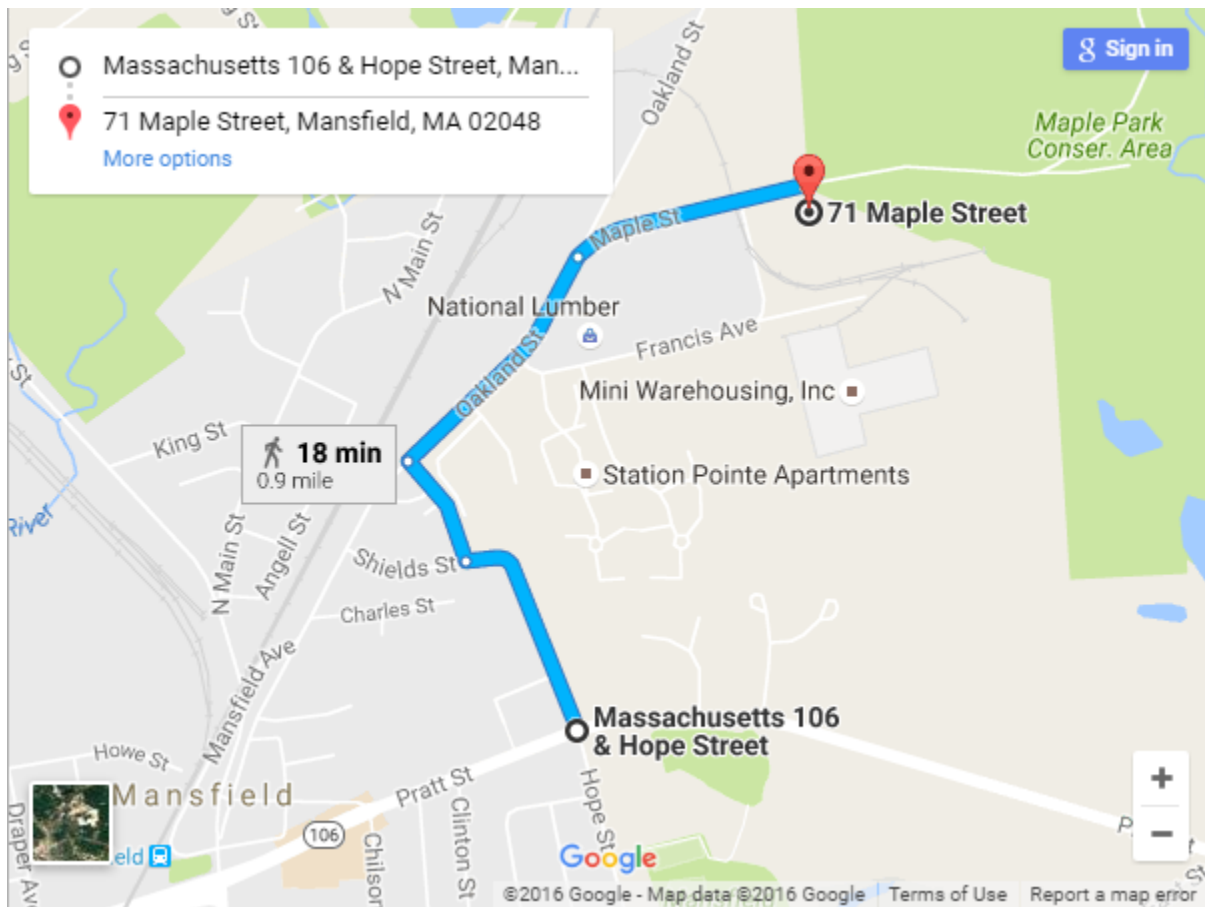 Massachusetts 106 & Hope Street, Man...
71 Maple Street, Mansfield, MA 02048
More options
g Sign in
Oakland St
Maple Park
Conser. Area
71 Maple Street
Maple St
N Main St
National Lumber
Francis Ave
Oakland St
Mini Warehousing, Inc
King St
18 min
0.9 mile
Station Pointe Apartments
River
N Main St
Angell St
Shields St
Charles St
Mansfield Ave
Massachusetts 106
& Hope Street
Howe St
Mansfield
Pratt St
Hope St
Clinton St
106
Chilson
Draper Ave
eld
Google
+
−
©2016 Google - Map data ©2016 Google
Terms of Use
Report a map error